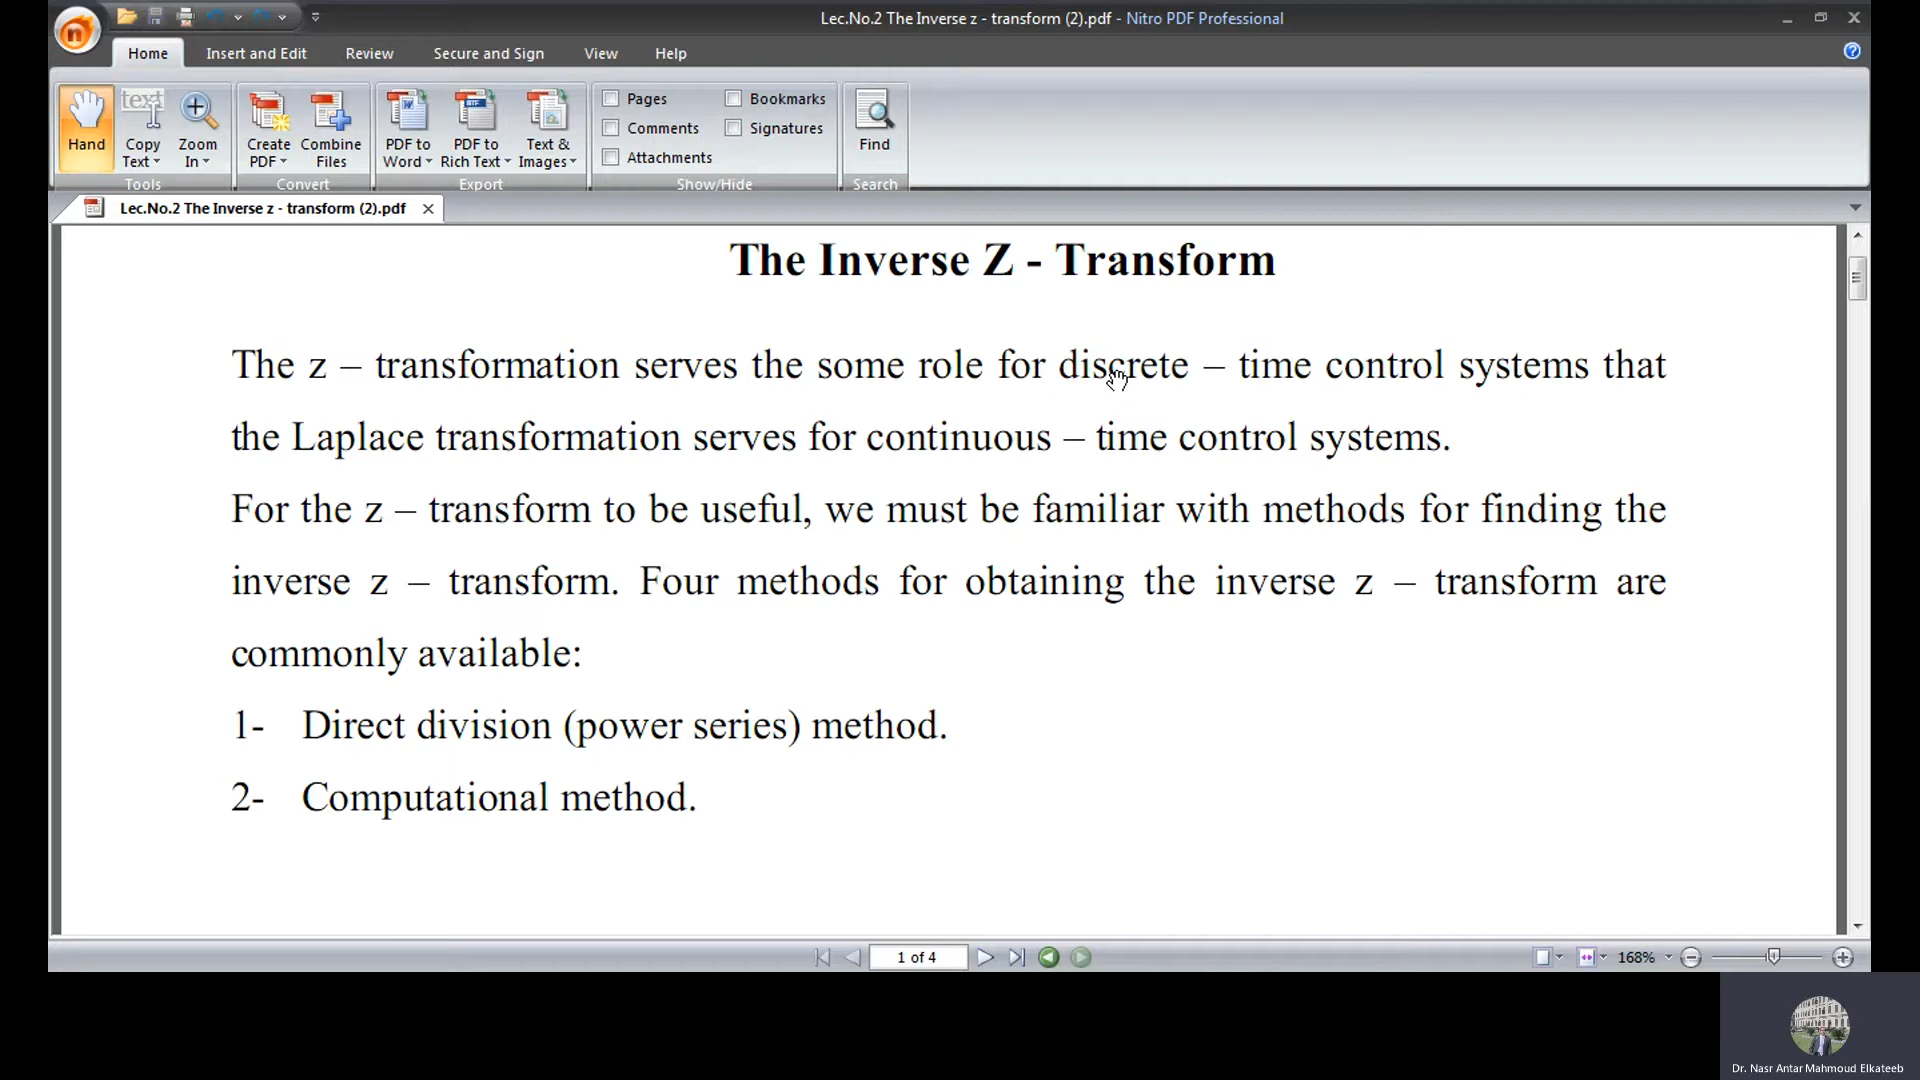 Lec.No.2 The Inverse z - transform (2).pdf - Nitro PDF Professional
Home Insert and Edit Review Secure and Sign View Help
Hand
Copy Text
Zoom In
Tools
Create PDF
Combine Files
Convert
PDF to Word
PDF to Rich Text
Text & Images
Export
Pages Bookmarks
Comments Signatures
Attachments
Show/Hide
Find
Search
Lec.No.2 The Inverse z - transform (2).pdf
The Inverse Z - Transform
The z – transformation serves the some role for discrete – time control systems that
the Laplace transformation serves for continuous – time control systems.
For the z – transform to be useful, we must be familiar with methods for finding the
inverse z – transform. Four methods for obtaining the inverse z – transform are
commonly available:
1- Direct division (power series) method.
2- Computational method.
1 of 4
168%
Dr. Nasr Antar Mahmoud Elkateeb